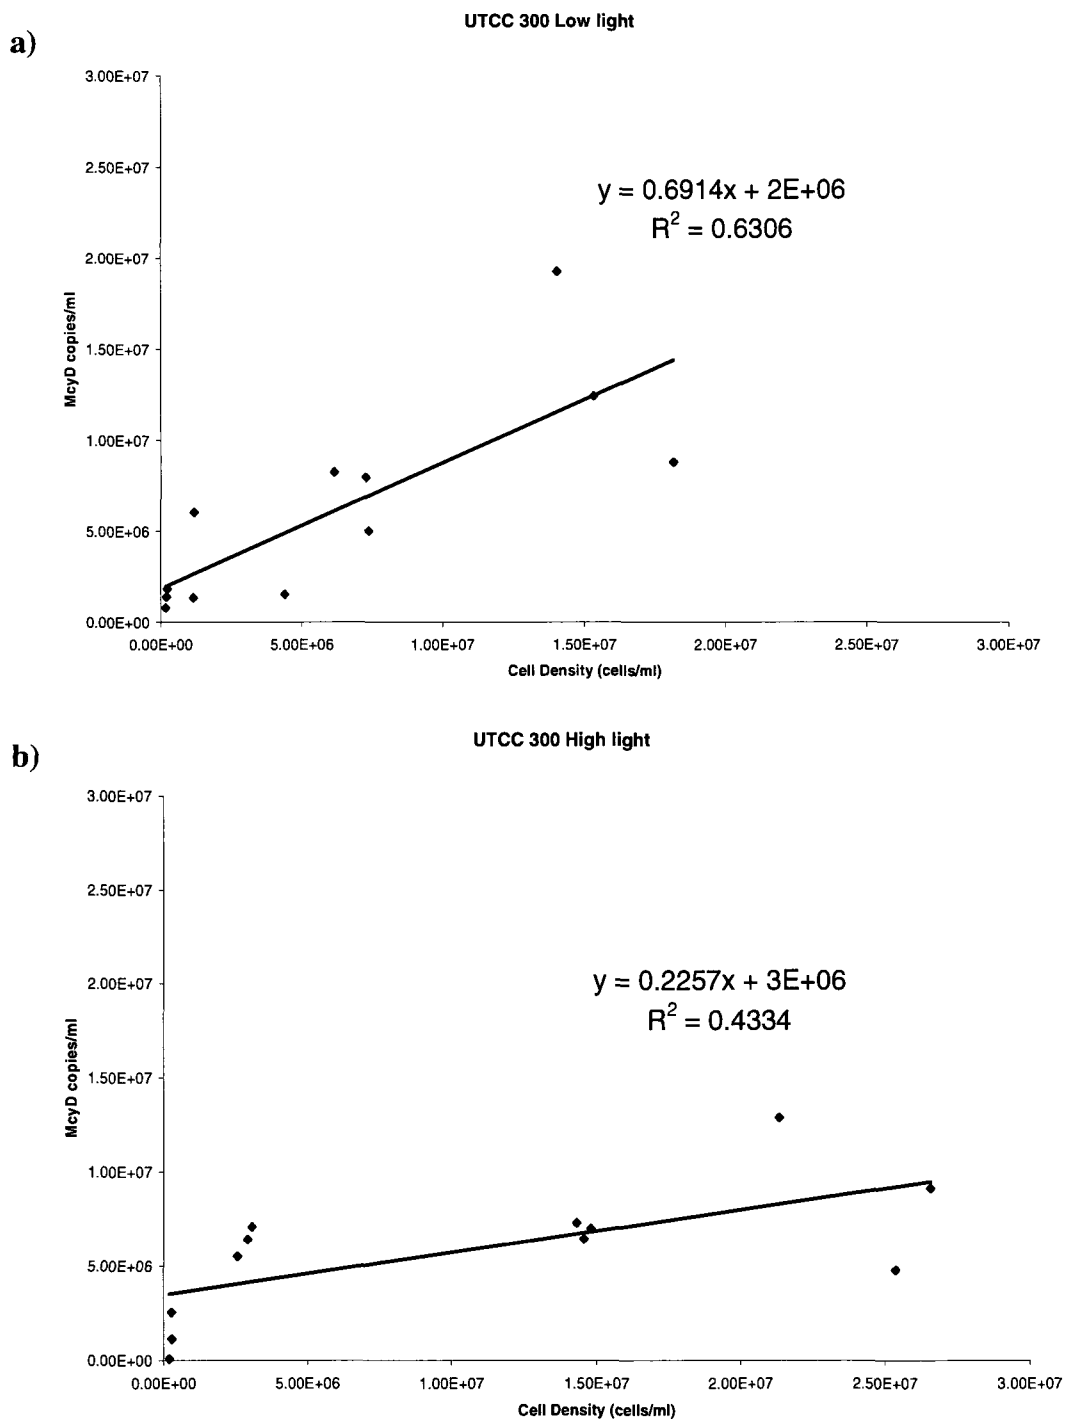 UTCC 300 Low light
a)
3.00E+07
2.50E+07
y = 0.6914x + 2E+06
R² = 0.6306
2.00E+07
McyD copies/ml
1.50E+07
1.00E+07
5.00E+06
0.00E+00
0.00E+00 5.00E+06 1.00E+07 1.50E+07 2.00E+07 2.50E+07 3.00E+07
Cell Density (cells/ml)
UTCC 300 High light
b)
3.00E+07
2.50E+07
y = 0.2257x + 3E+06
R² = 0.4334
2.00E+07
McyD copies/ml
1.50E+07
1.00E+07
5.00E+06
0.00E+00
0.00E+00 5.00E+06 1.00E+07 1.50E+07 2.00E+07 2.50E+07 3.00E+07
Cell Density (cells/ml)